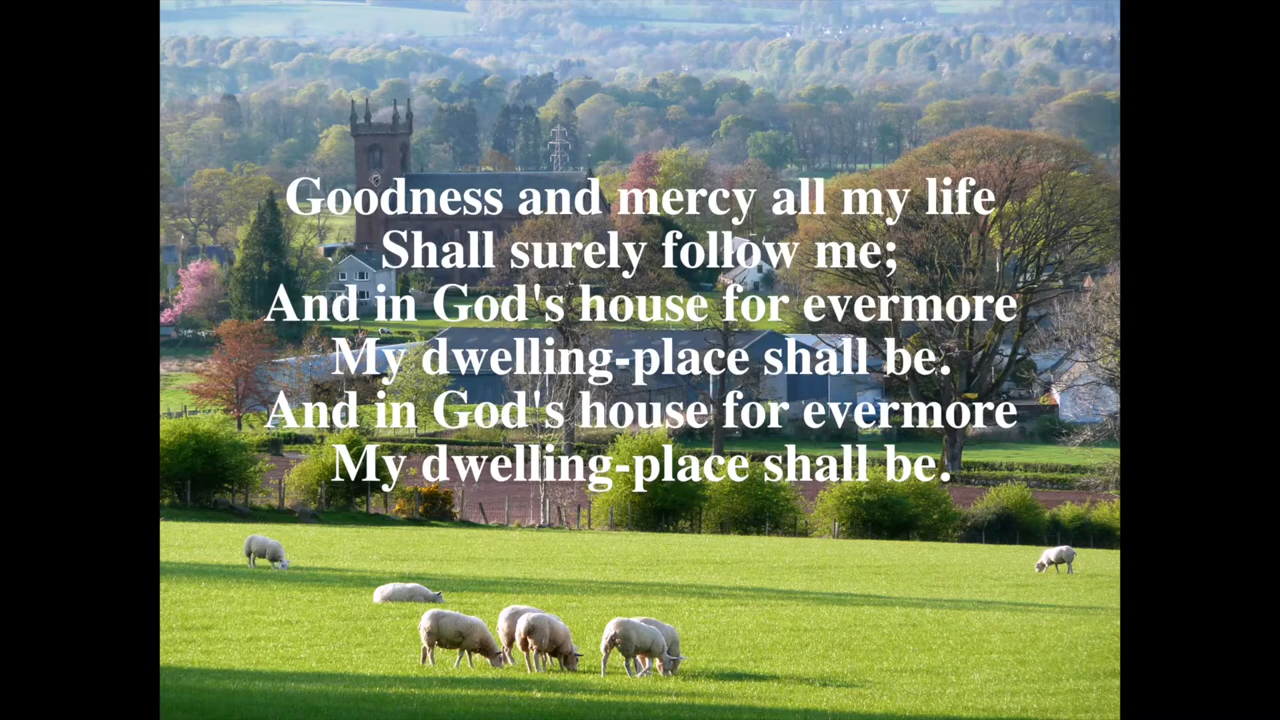 Goodness and mercy all my life
Shall surely follow me;
And in God's house for evermore
My dwelling-place shall be.
And in God's house for evermore
My dwelling-place shall be.